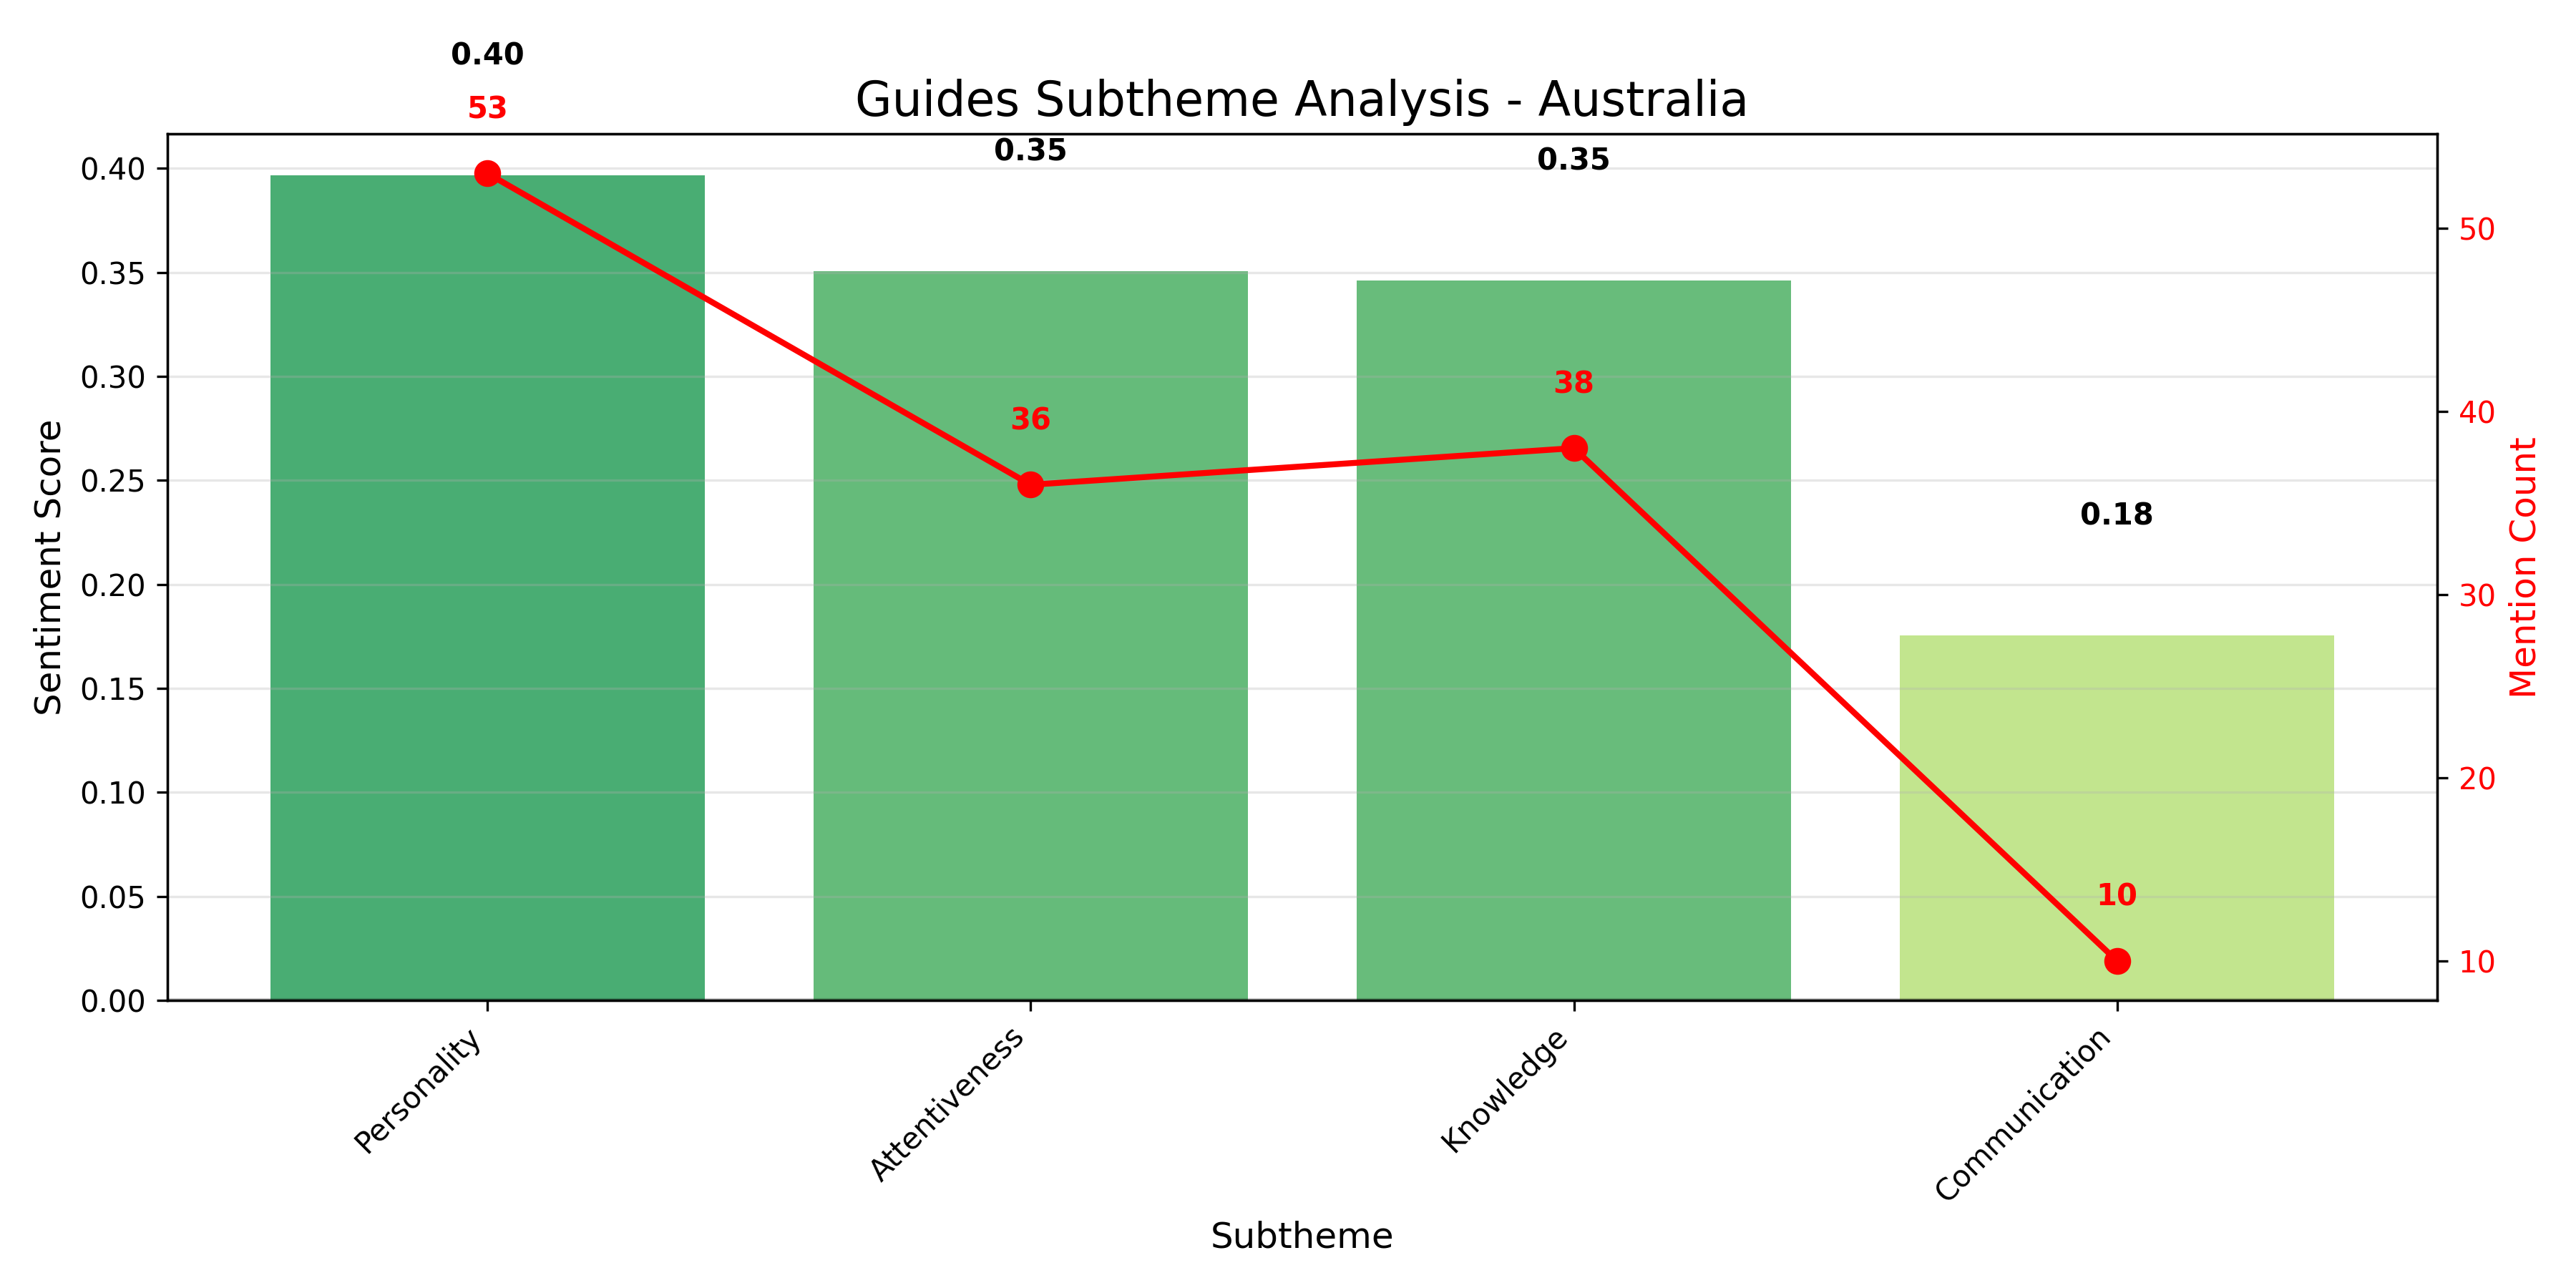 0.40
53
Guides Subtheme Analysis - Australia
0.35
0.35
0.40
0.35
0.30
0.25
0.20
0.15
0.10
0.05
0.00
Sentiment Score
36
38
0.18
10
50
40
30
20
10
Mention Count
Personality
Attentiveness
Knowledge
Communication
Subtheme